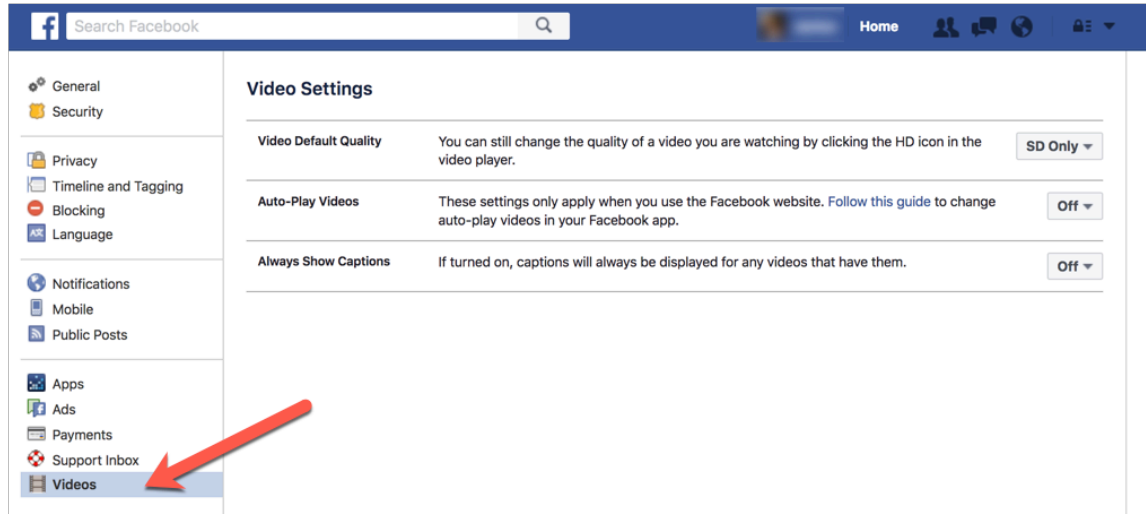 f
Search Facebook
Home
General
Security
Privacy
Timeline and Tagging
Blocking
Language
Notifications
Mobile
Public Posts
Apps
Ads
Payments
Support Inbox
Videos
Video Settings
Video Default Quality
You can still change the quality of a video you are watching by clicking the HD icon in the
video player.
SD Only
Auto-Play Videos
These settings only apply when you use the Facebook website. Follow this guide to change
auto-play videos in your Facebook app.
Off
Always Show Captions
If turned on, captions will always be displayed for any videos that have them.
Off